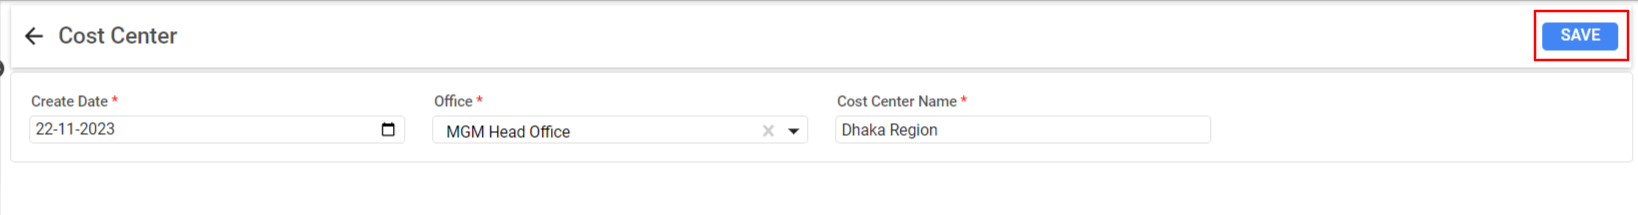 Cost Center
SAVE
Create Date *
Office *
Cost Center Name *
22-11-2023
MGM Head Office
Dhaka Region